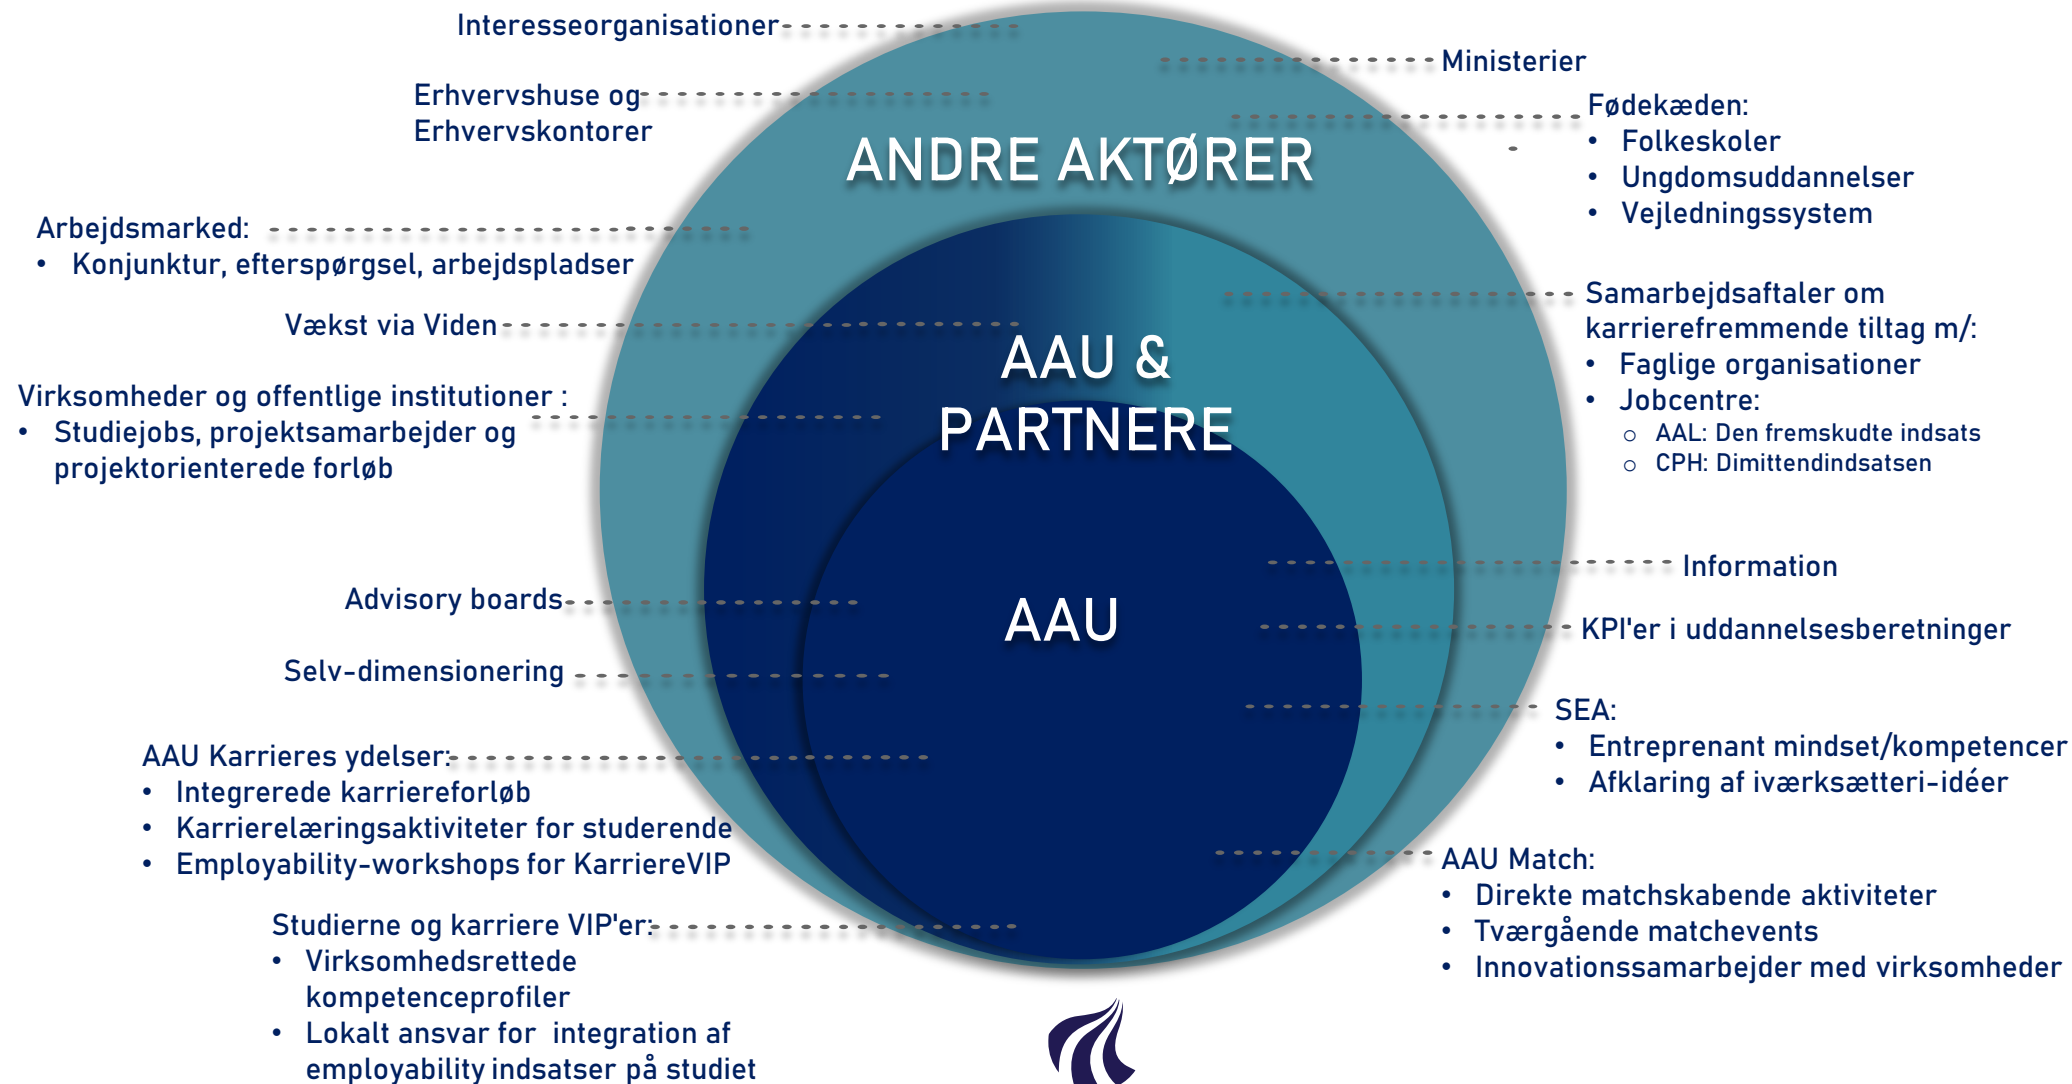 Interesseorganisationer
Erhvervshuse og
Erhvervskontorer
Arbejdsmarked:
• Konjunktur, efterspørgsel, arbejdspladser
Vækst via Viden
Virksomheder og offentlige institutioner :
• Studiejobs, projektsamarbejder og
projektorienterede forløb
Advisory boards
Selv-dimensionering
AAU Karrieres ydelser:
• Integrerede karriereforløb
• Karrierelæringsaktiviteter for studerende
• Employability-workshops for KarriereVIP
Studierne og karriere VIP'er:
• Virksomhedsrettede
kompetenceprofiler
• Lokalt ansvar for integration af
employability indsatser på studiet
ANDRE AKTØRER
AAU &
PARTNERE
AAU
Ministerier
Fødekæden:
• Folkeskoler
• Ungdomsuddannelser
• Vejledningssystem
Samarbejdsaftaler om
karrierefremmende tiltag m/:
• Faglige organisationer
• Jobcentre:
o AAL: Den fremskudte indsats
o CPH: Dimittendindsatsen
Information
KPI'er i uddannelsesberetninger
SEA:
• Entreprenant mindset/kompetencer
• Afklaring af iværksætteri-idéer
AAU Match:
• Direkte matchskabende aktiviteter
• Tværgående matchevents
• Innovationssamarbejder med virksomheder